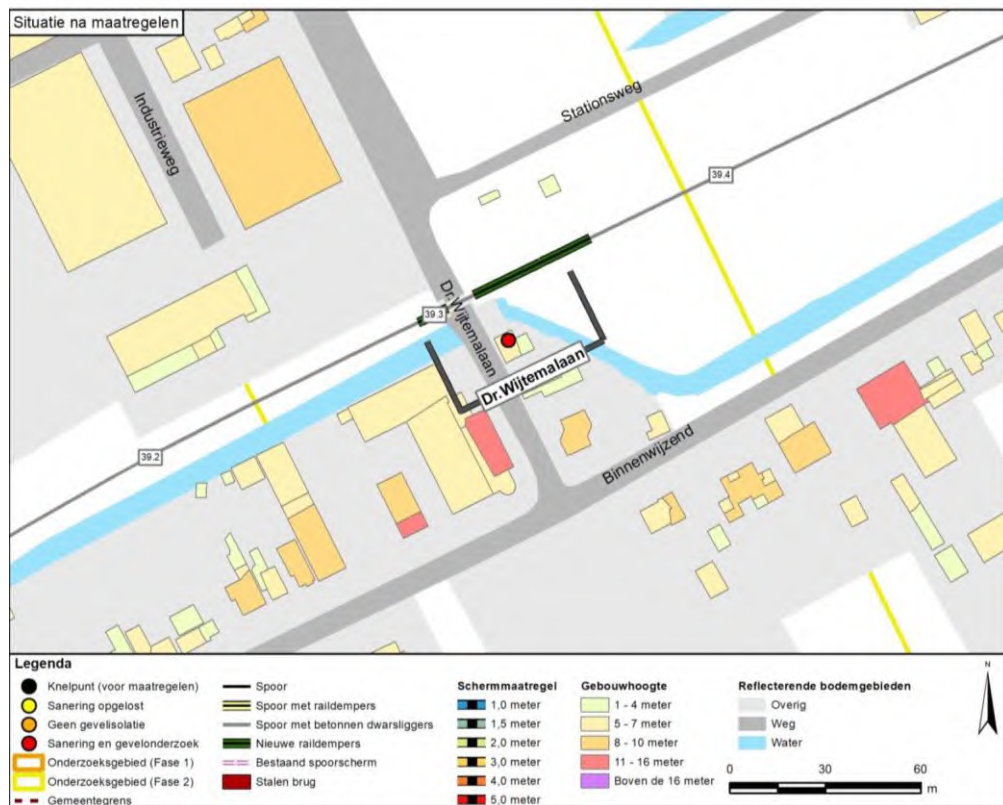 Situatie na maatregelen
Industrieweg
Stationsweg
39.4
Dr.Wijtemalaan
39.3
Dr.Wijtemalaan
39.2
Binnenwijzend
Legenda
Knelpunt (voor maatregelen)
Sanering opgelost
Geen gevelisolatie
Sanering en gevelonderzoek
Onderzoeksgebied (Fase 1)
Onderzoeksgebied (Fase 2)
Gemeentegrens
Spoor
Spoor met raildempers
Spoor met betonnen dwarsliggers
Nieuwe raildempers
Bestaand spoorscherm
Stalen brug
Schermmaatregel
1,0 meter
1,5 meter
2,0 meter
3,0 meter
4,0 meter
5,0 meter
Gebouwhoogte
1 - 4 meter
5 - 7 meter
8 - 10 meter
11 - 16 meter
Boven de 16 meter
Reflecterende bodemgebieden
Overig
Weg
Water
N
0 30 60
m